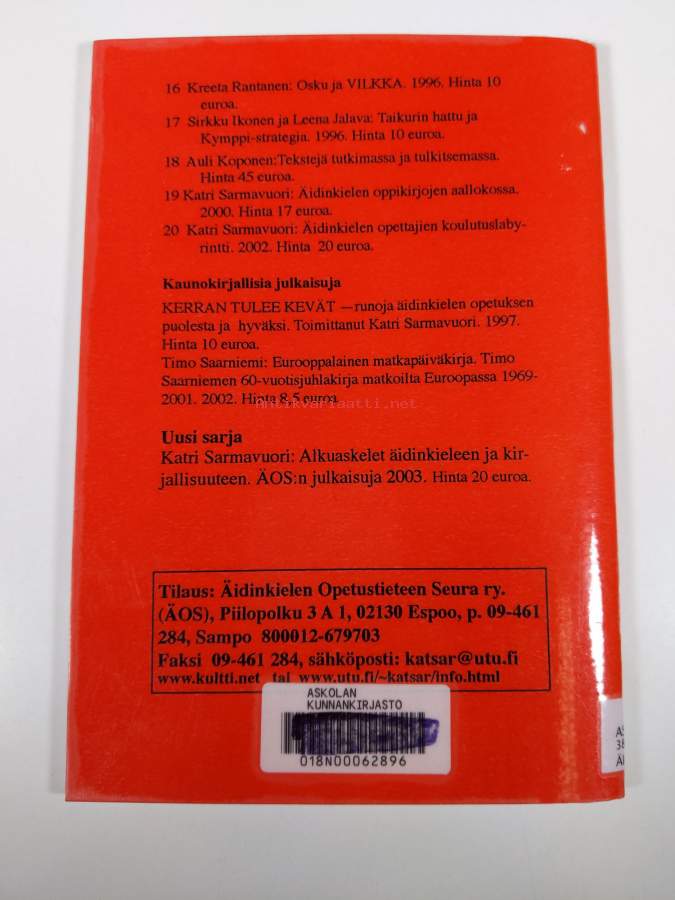 16 Kreeta Rantanen: Osku ja VILKKA. 1996. Hinta 10
euroa.
17 Sirkku Ikonen ja Leena Jalava: Taikurin hattu ja
Kymppi-strategia. 1996. Hinta 10 euroa.
18 Auli Koponen:Tekstejä tutkimassa ja tulkitsemassa.
Hinta 45 euroa.
19 Katri Sarmavuori: Äidinkielen oppikirjojen aallokossa.
2000. Hinta 17 euroa.
20 Katri Sarmavuori: Äidinkielen opettajien koulutuslaby-
rintti. 2002. Hinta 20 euroa.
Kaunokirjallisia julkaisuja
KERRAN TULEE KEVÄT —runoja äidinkielen opetuksen
puolesta ja hyväksi. Toimittanut Katri Sarmavuori. 1997.
Hinta 10 euroa.
Timo Saarniemi: Eurooppalainen matkapäiväkirja. Timo
Saarniemen 60-vuotisjuhlakirja matkoilta Euroopassa 1969-
2001. 2002. Hinta 8,5 euroa
Antikvariaatti.net
Uusi sarja
Katri Sarmavuori: Alkuaskelet äidinkieleen ja kir-
jallisuuteen. ÄOS:n julkaisuja 2003. Hinta 20 euroa.
Tilaus: Äidinkielen Opetustieteen Seura ry.
(ÄOS), Piilopolku 3 A 1, 02130 Espoo, p. 09-461
284, Sampo 800012-679703
Faksi 09-461 284, sähköposti: katsar@utu.fi
www.kultti.net tai www.utu.fi/~katsar/info.html
ASKOLAN
KUNNANKIRJASTO
018N00062896